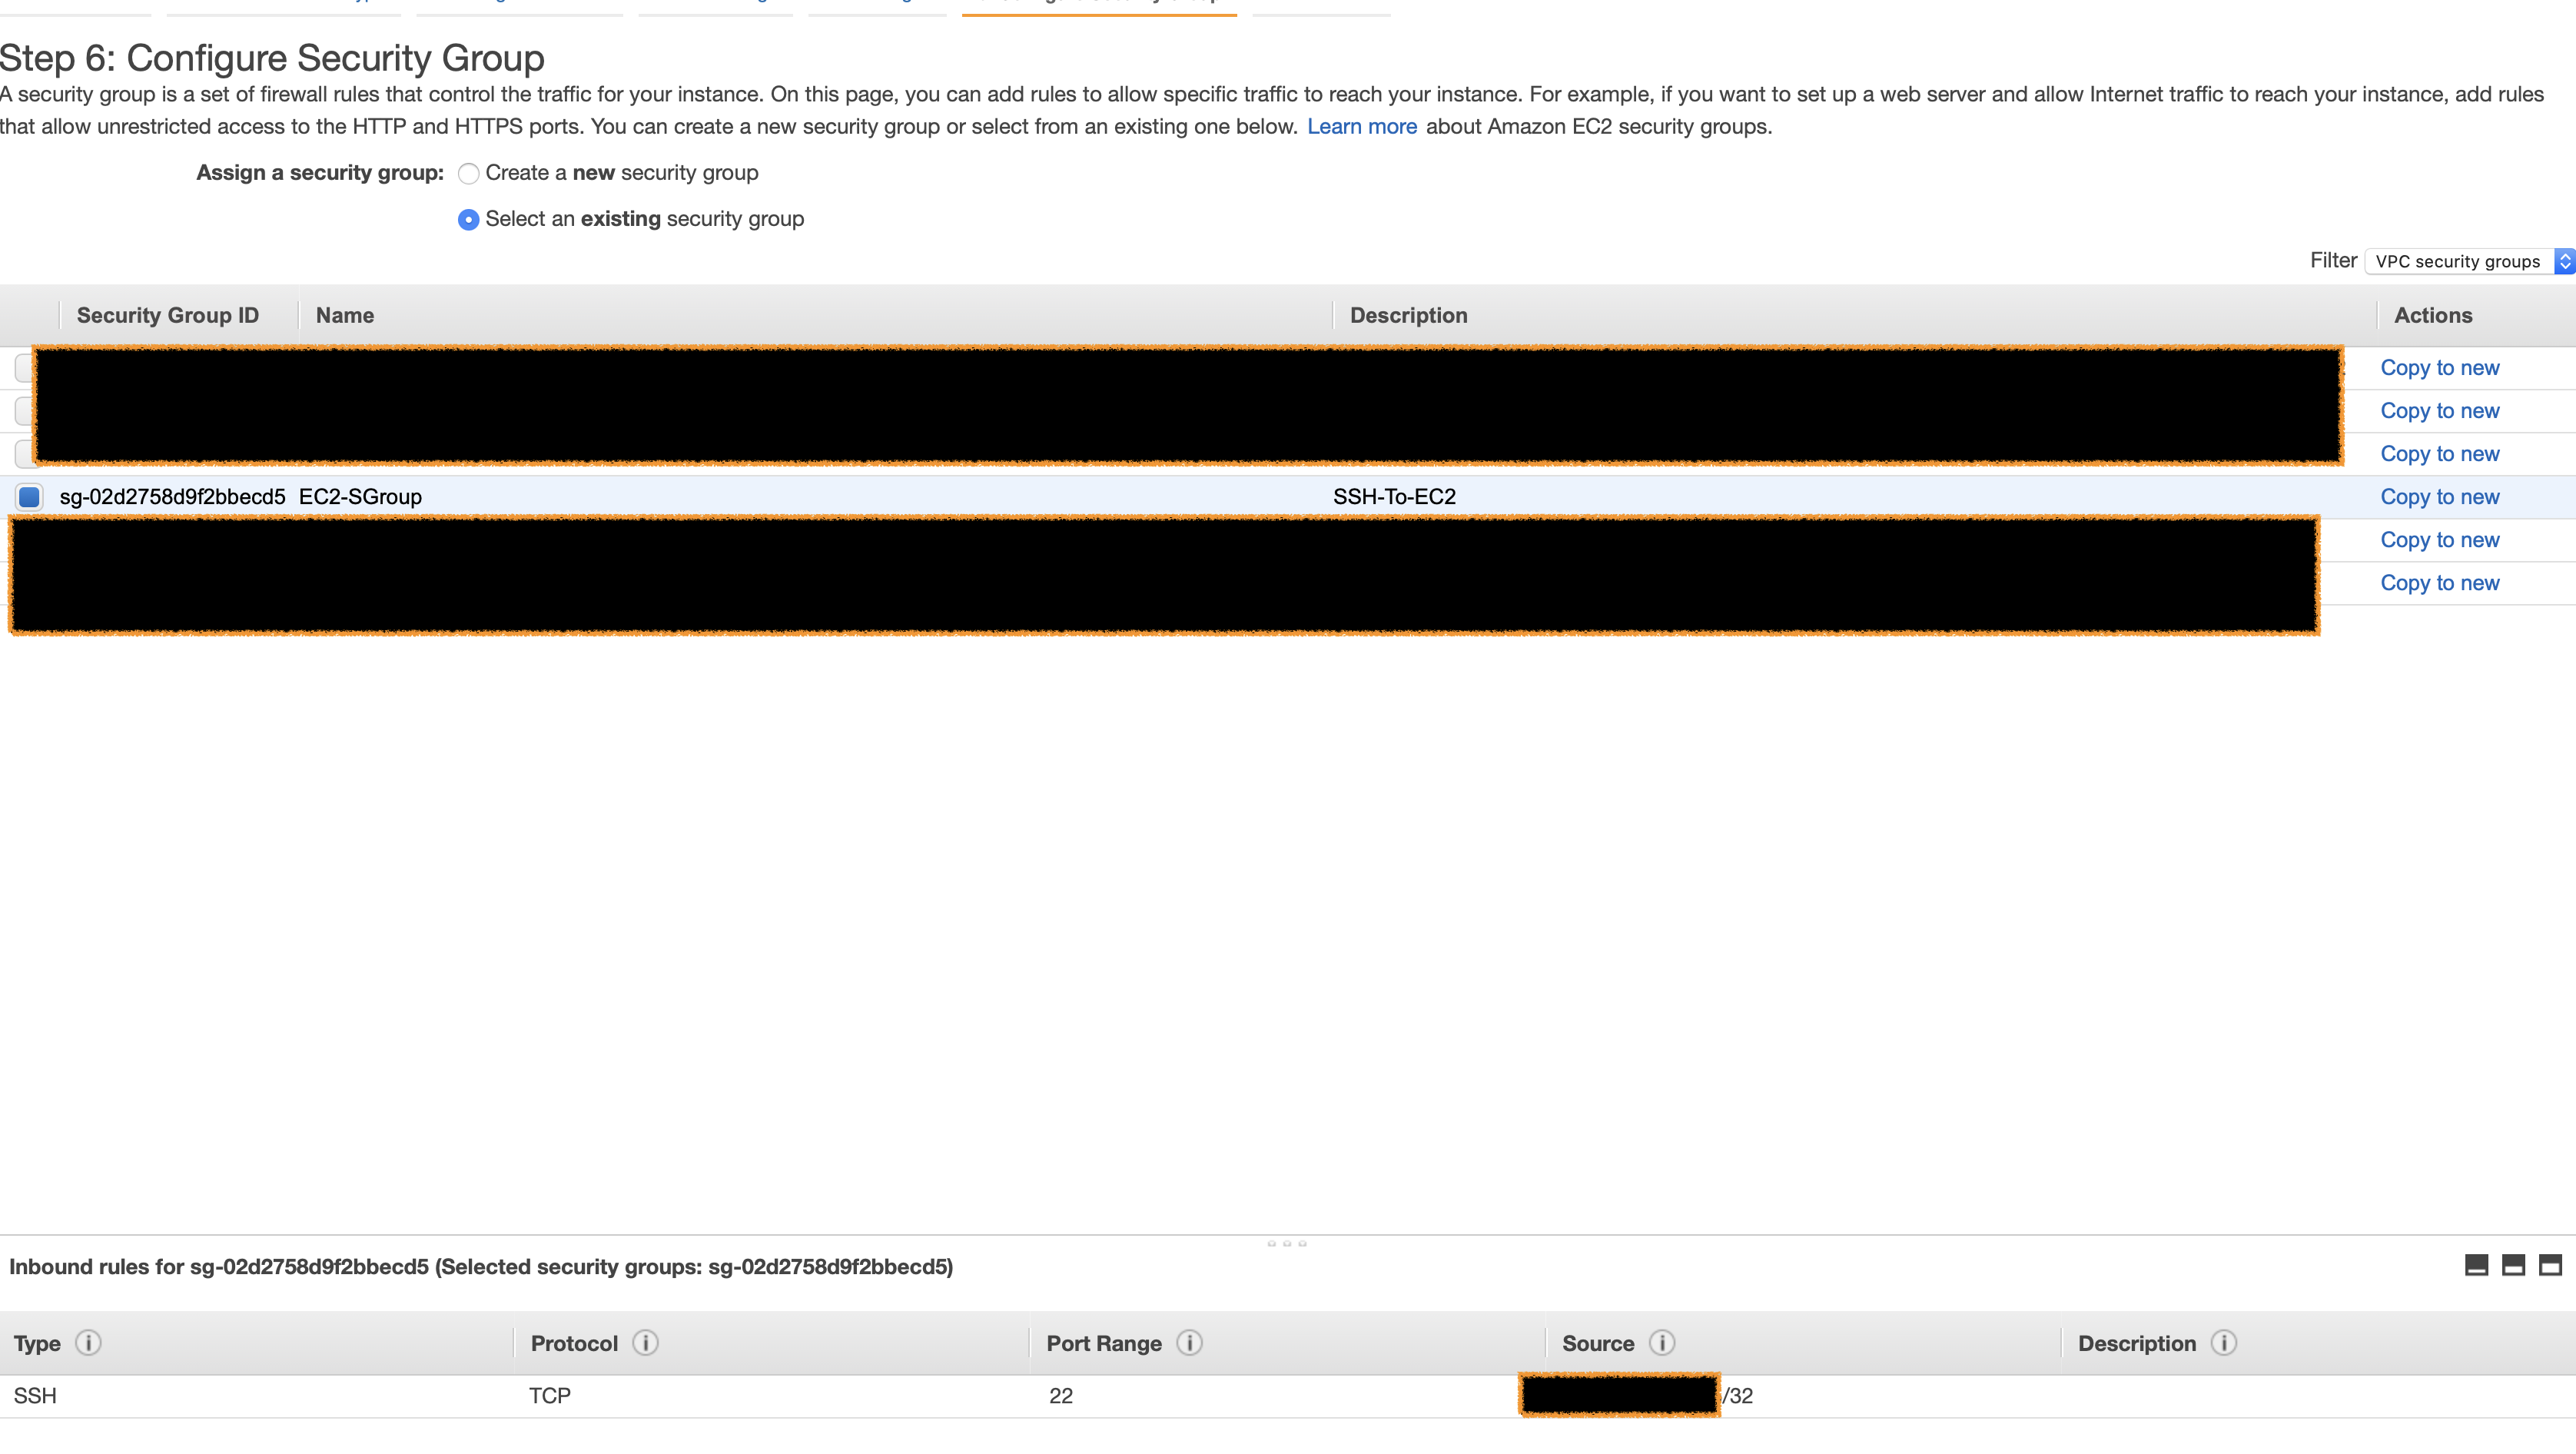 Step 6: Configure Security Group
A security group is a set of firewall rules that control the traffic for your instance. On this page, you can add rules to allow specific traffic to reach your instance. For example, if you want to set up a web server and allow Internet traffic to reach your instance, add rules
that allow unrestricted access to the HTTP and HTTPS ports. You can create a new security group or select from an existing one below. Learn more about Amazon EC2 security groups.
Assign a security group: Create a new security group
Select an existing security group
Filter VPC security groups
Security Group ID Name Description Actions
Copy to new
Copy to new
Copy to new
sg-02d2758d9f2bbecd5 EC2-SGroup SSH-To-EC2 Copy to new
Copy to new
Copy to new
Inbound rules for sg-02d2758d9f2bbecd5 (Selected security groups: sg-02d2758d9f2bbecd5)
Type Protocol Port Range Source Description
SSH TCP 22 /32